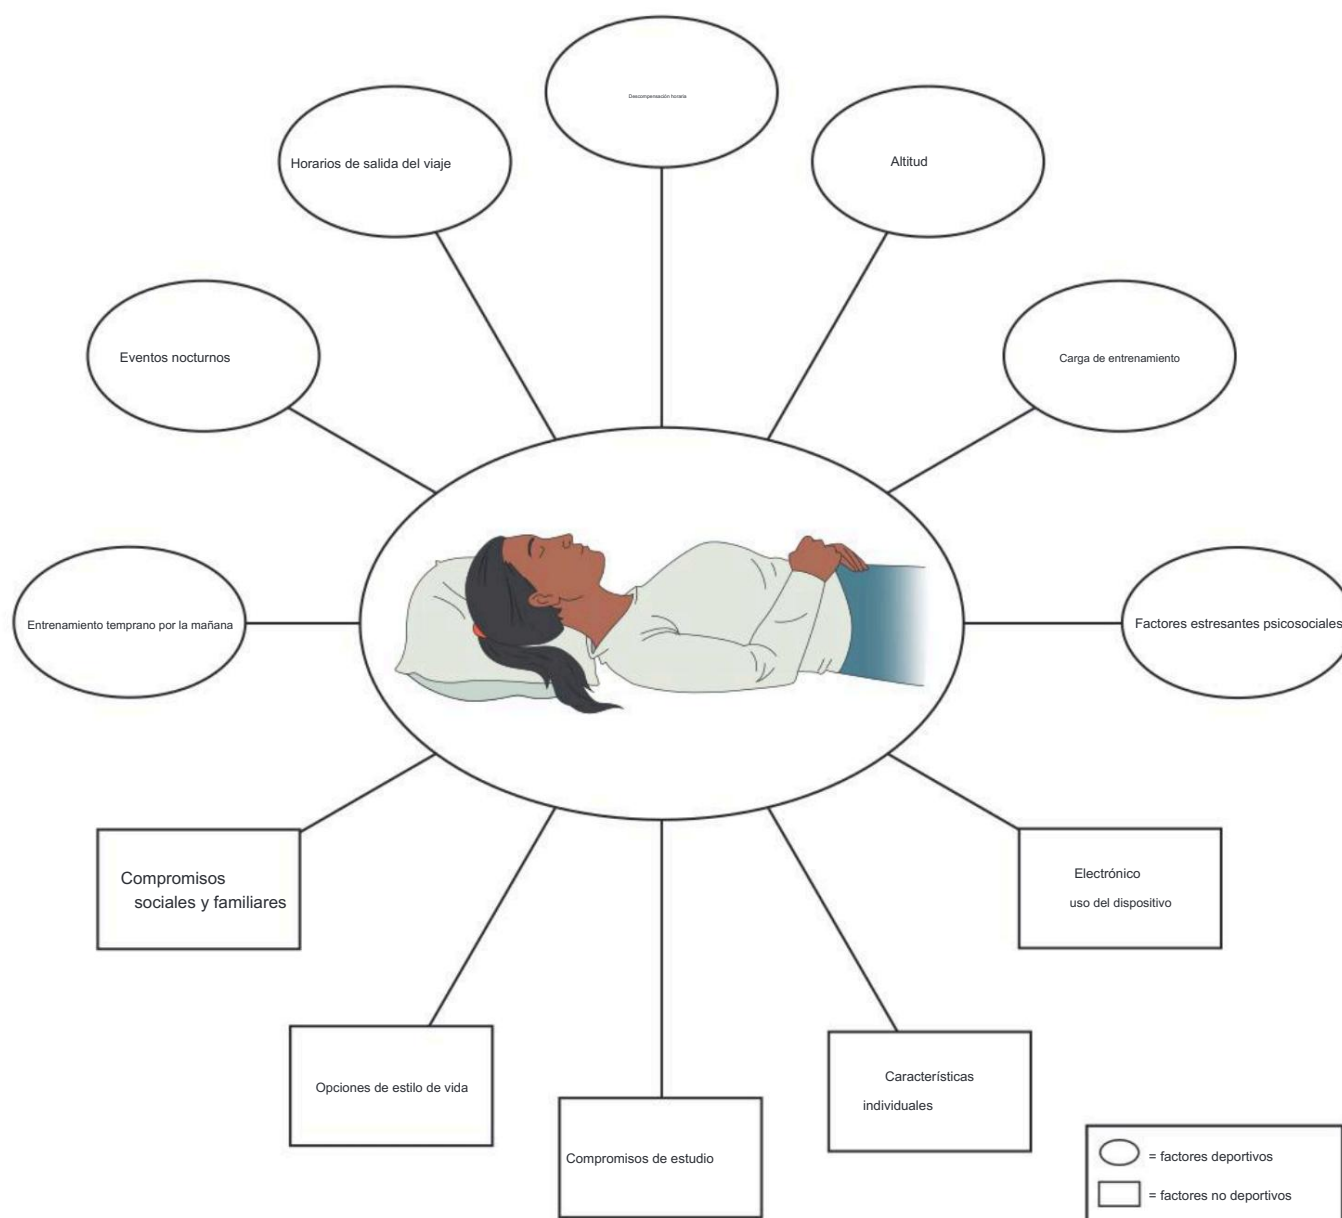 Descompensación horaria
Horarios de salida del viaje
Altitud
Eventos nocturnos
Carga de entrenamiento
Entrenamiento temprano por la mañana
Factores estresantes psicosociales
Compromisos
sociales y familiares
Electrónico
uso del dispositivo
Opciones de estilo de vida
Características
individuales
Compromisos de estudio
= factores deportivos
= factores no deportivos